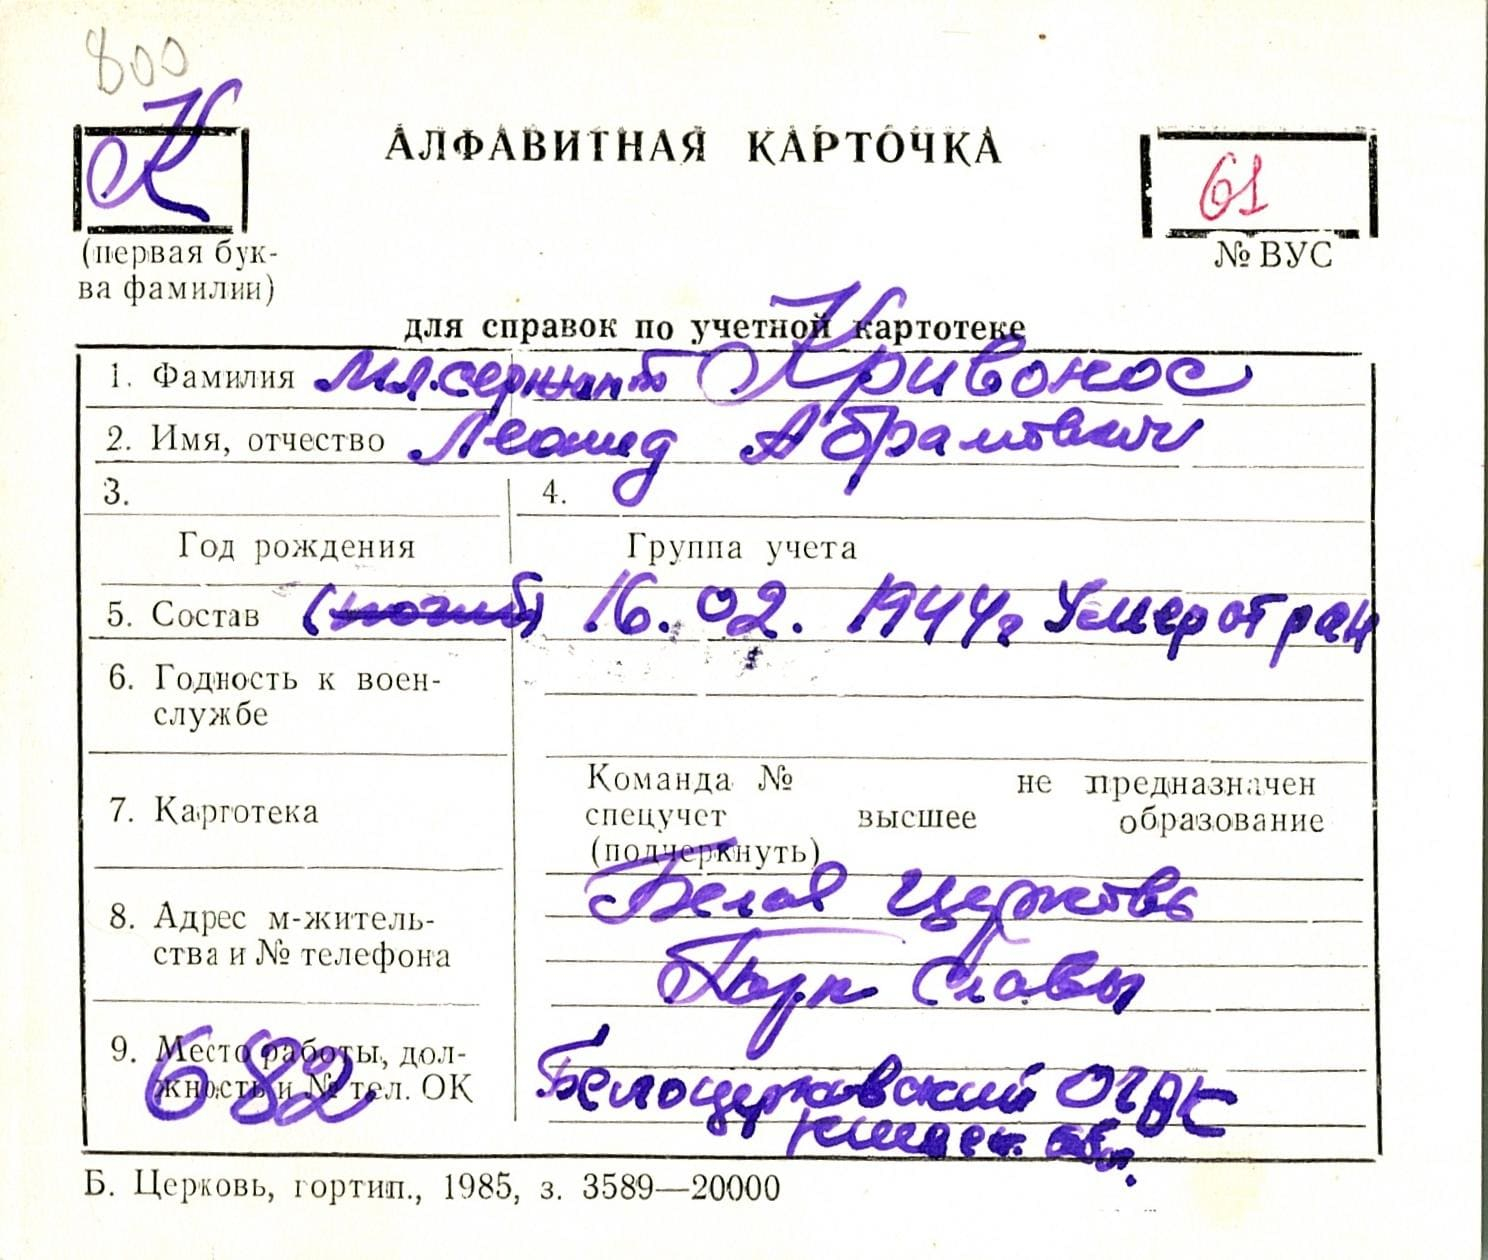 800
К
АЛФАВИТНАЯ КАРТОЧКА
61
(первая бук-
ва фамилии)
№ ВУС
для справок по учетной картотеке
1. Фамилия мл. сержант Кривонос
2. Имя, отчество Леонид Абрамович
3. 4.
Год рождения Группа учета
5. Состав (погиб) 16.02.1944г Умер от ран
6. Годность к воен-
службе
Команда № не предназначен
7. Картотека спецучет высшее образование
(подчеркнуть)
Белая Церковь
8. Адрес м-житель-
ства и № телефона Парк Славы
9. Место работы, дол-
жность и № тел. ОК Белоцерковский ОГВК
682 Киевск. обл.
Б. Церковь, гортип., 1985, з. 3589—20000